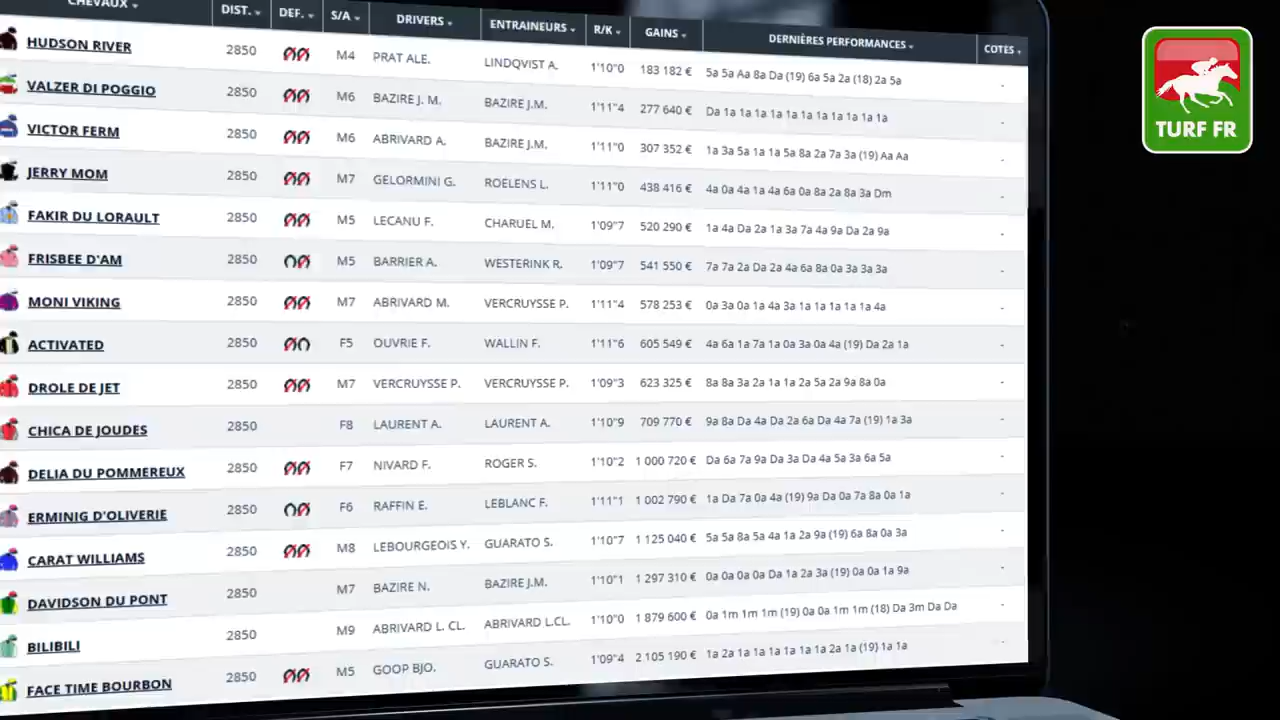 CHEVAUX DIST. DEF. S/A DRIVERS ENTRAINEURS R/K GAINS DERNIÈRES PERFORMANCES COTES
HUDSON RIVER 2850 M4 PRAT ALE. LINDQVIST A. 1'10"0 183 182 € 5a 5a Aa 8a Da (19) 6a 5a 2a (18) 2a 5a -
VALZER DI POGGIO 2850 M6 BAZIRE J. M. BAZIRE J.M. 1'11"4 277 640 € Da 1a 1a 1a 1a 1a 1a 1a 1a 1a 1a -
VICTOR FERM 2850 M6 ABRIVARD A. BAZIRE J.M. 1'11"0 307 352 € 1a 3a 5a 1a 1a 5a 8a 2a 7a 3a (19) Aa Aa -
JERRY MOM 2850 M7 GELORMINI G. ROELENS L. 1'11"0 438 416 € 4a 0a 4a 1a 4a 6a 0a 8a 2a 8a 3a Dm -
FAKIR DU LORAULT 2850 M5 LECANU F. CHARUEL M. 1'09"7 520 290 € 1a 4a Da 2a 1a 3a 7a 4a 9a Da 2a 9a -
FRISBEE D'AM 2850 M5 BARRIER A. WESTERINK R. 1'09"7 541 550 € 7a 7a 2a Da 2a 4a 6a 8a 0a 3a 3a 3a -
MONI VIKING 2850 M7 ABRIVARD M. VERCRUYSSE P. 1'11"4 578 253 € 0a 3a 0a 1a 4a 3a 1a 1a 1a 1a 1a 4a -
ACTIVATED 2850 F5 OUVRIE F. WALLIN F. 1'11"6 605 549 € 4a 6a 1a 7a 1a 0a 3a 0a 4a (19) Da 2a 1a -
DROLE DE JET 2850 M7 VERCRUYSSE P. VERCRUYSSE P. 1'09"3 623 325 € 8a 8a 3a 2a 1a 1a 2a 5a 2a 9a 8a 0a -
CHICA DE JOUDES 2850 F8 LAURENT A. LAURENT A. 1'10"9 709 770 € 9a 8a Da 4a Da 2a 6a Da 4a 7a (19) 1a 3a -
DELIA DU POMMEREUX 2850 F7 NIVARD F. ROGER S. 1'10"2 1 000 720 € Da 6a 7a 9a Da 3a Da 4a 5a 3a 6a 5a -
ERMINIG D'OLIVERIE 2850 F6 RAFFIN E. LEBLANC F. 1'11"1 1 002 790 € 1a Da 7a 0a 4a (19) 9a Da 0a 7a 8a 0a 1a -
CARAT WILLIAMS 2850 M8 LEBOURGEOIS Y. GUARATO S. 1'10"7 1 125 040 € 5a 5a 8a 5a 4a 1a 2a 9a (19) 6a 8a 0a 3a -
DAVIDSON DU PONT 2850 M7 BAZIRE N. BAZIRE J.M. 1'10"1 1 297 310 € 0a 0a 0a 0a Da 1a 2a 3a (19) 0a 0a 1a 9a -
BILIBILI 2850 M9 ABRIVARD L. CL. ABRIVARD L.CL. 1'10"0 1 879 600 € 0a 1m 1m 1m (19) 0a 0a 1m 1m (18) Da 3m Da Da -
FACE TIME BOURBON 2850 M5 GOOP BJO. GUARATO S. 1'09"4 2 105 190 € 1a 2a 1a 1a 1a 1a 1a 1a 2a 1a (19) 1a 1a -
TURF FR